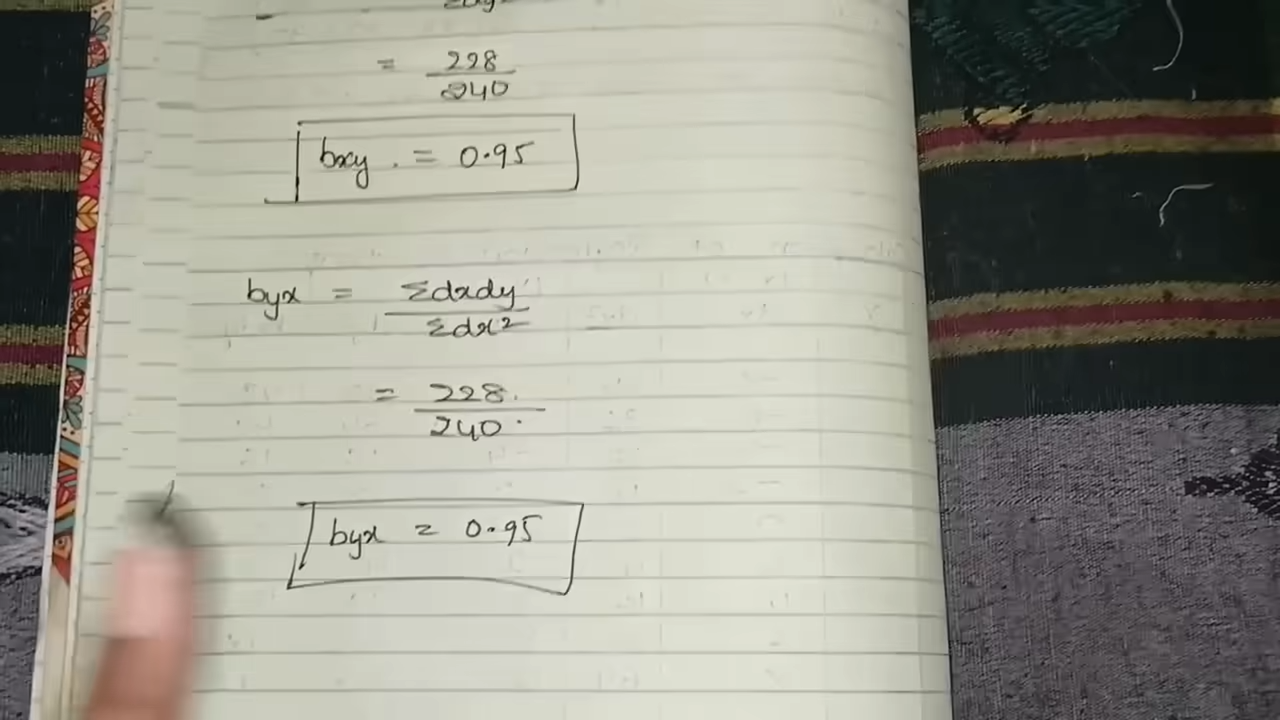 = 228
240
bxy . = 0.95
byx = Σdxdy
Σdx²
= 228.
240.
byx = 0.95